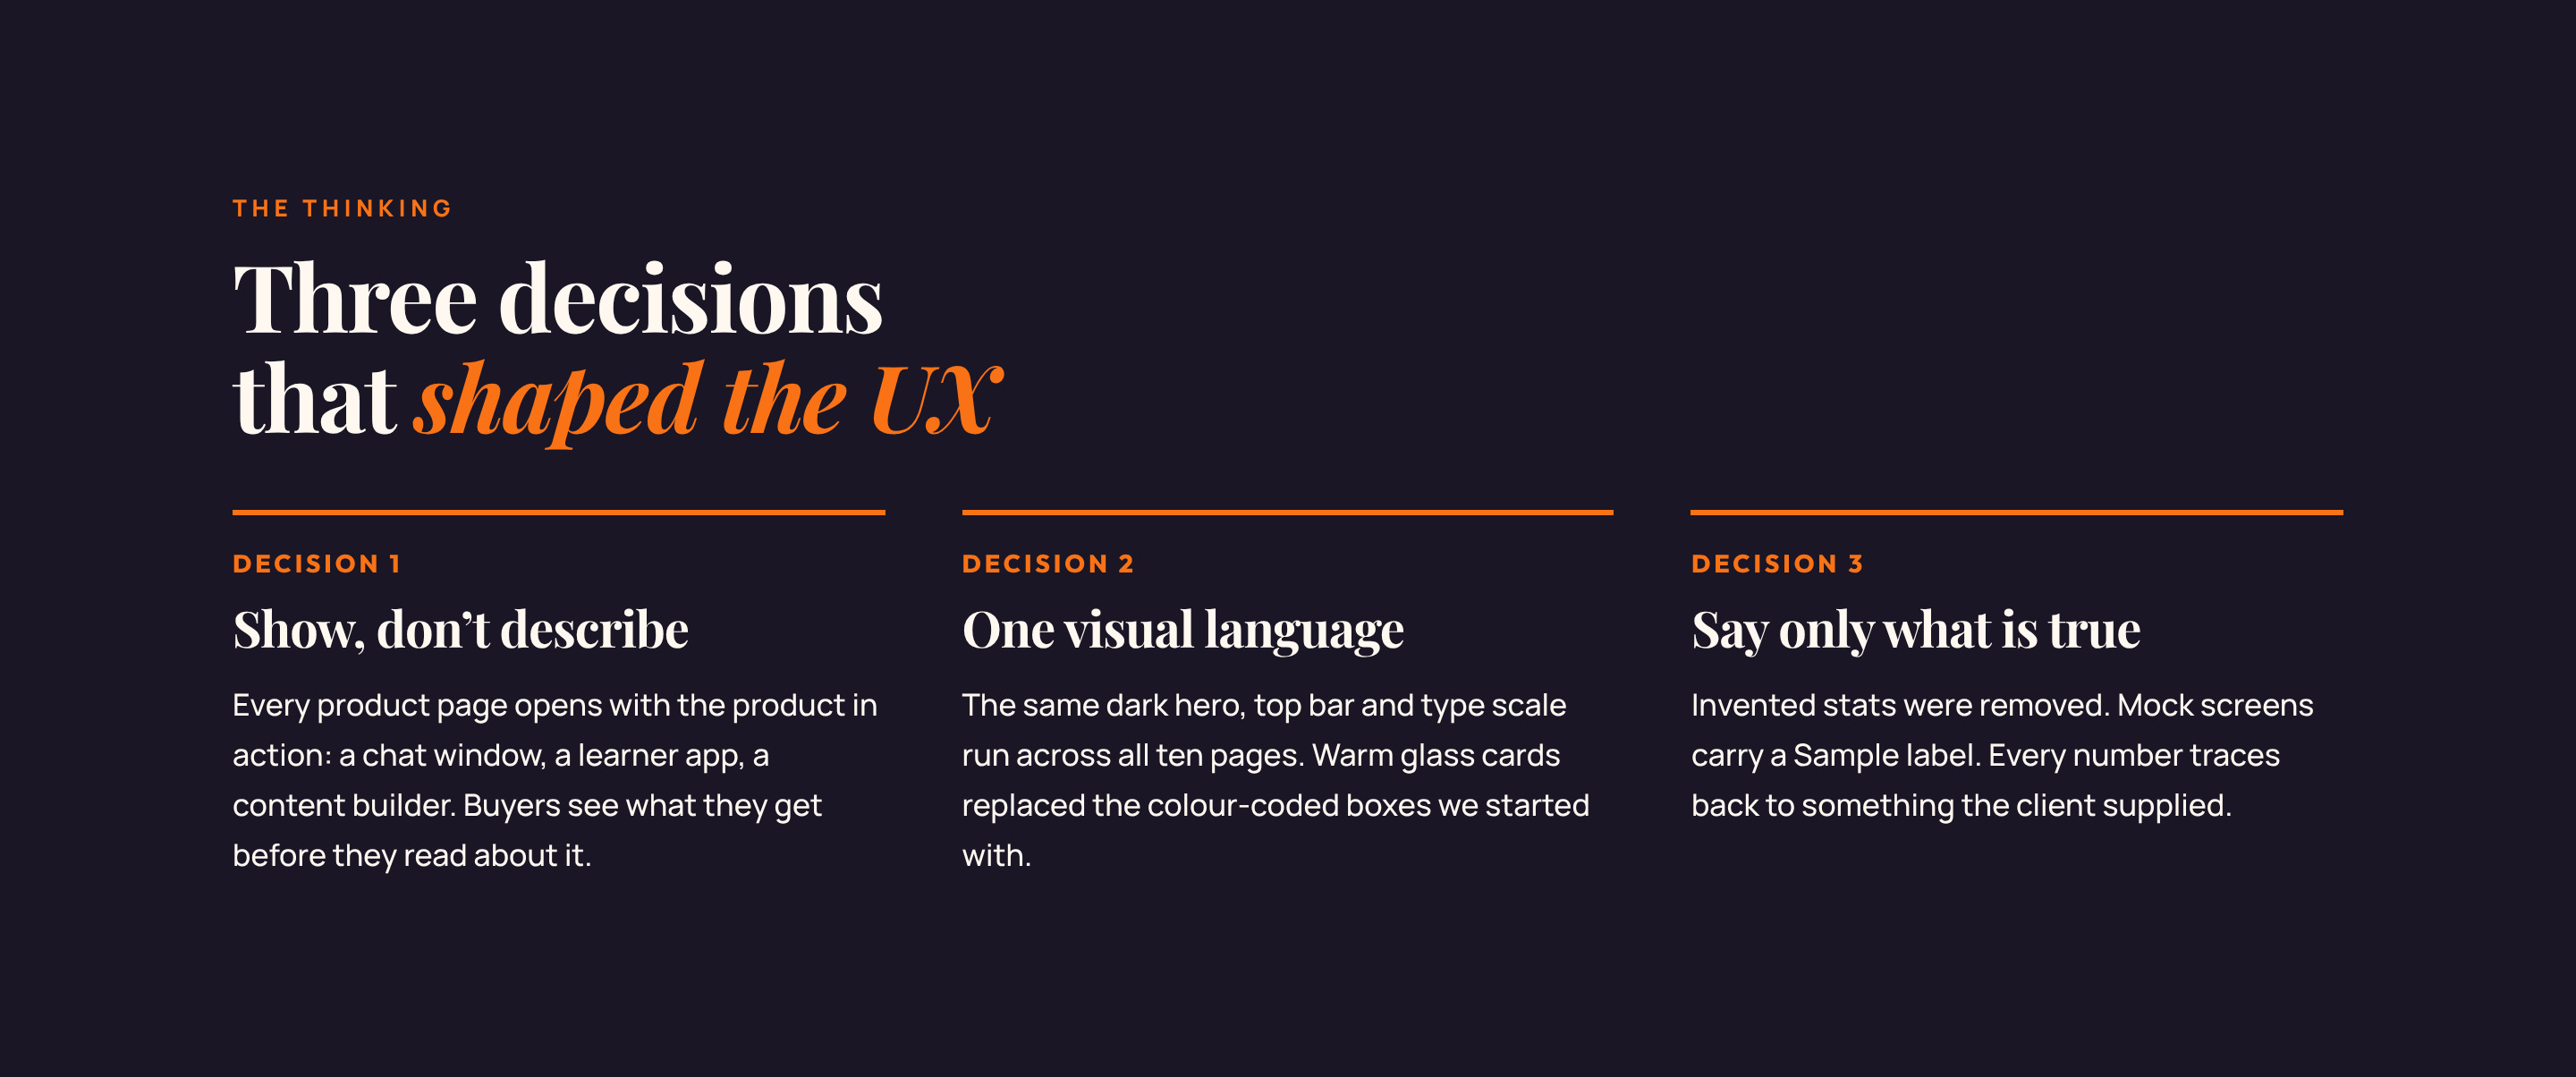 THE THINKING
Three decisions
that shaped the UX
DECISION 1
Show, don’t describe
Every product page opens with the product in
action: a chat window, a learner app, a
content builder. Buyers see what they get
before they read about it.
DECISION 2
One visual language
The same dark hero, top bar and type scale
run across all ten pages. Warm glass cards
replaced the colour-coded boxes we started
with.
DECISION 3
Say only what is true
Invented stats were removed. Mock screens
carry a Sample label. Every number traces
back to something the client supplied.